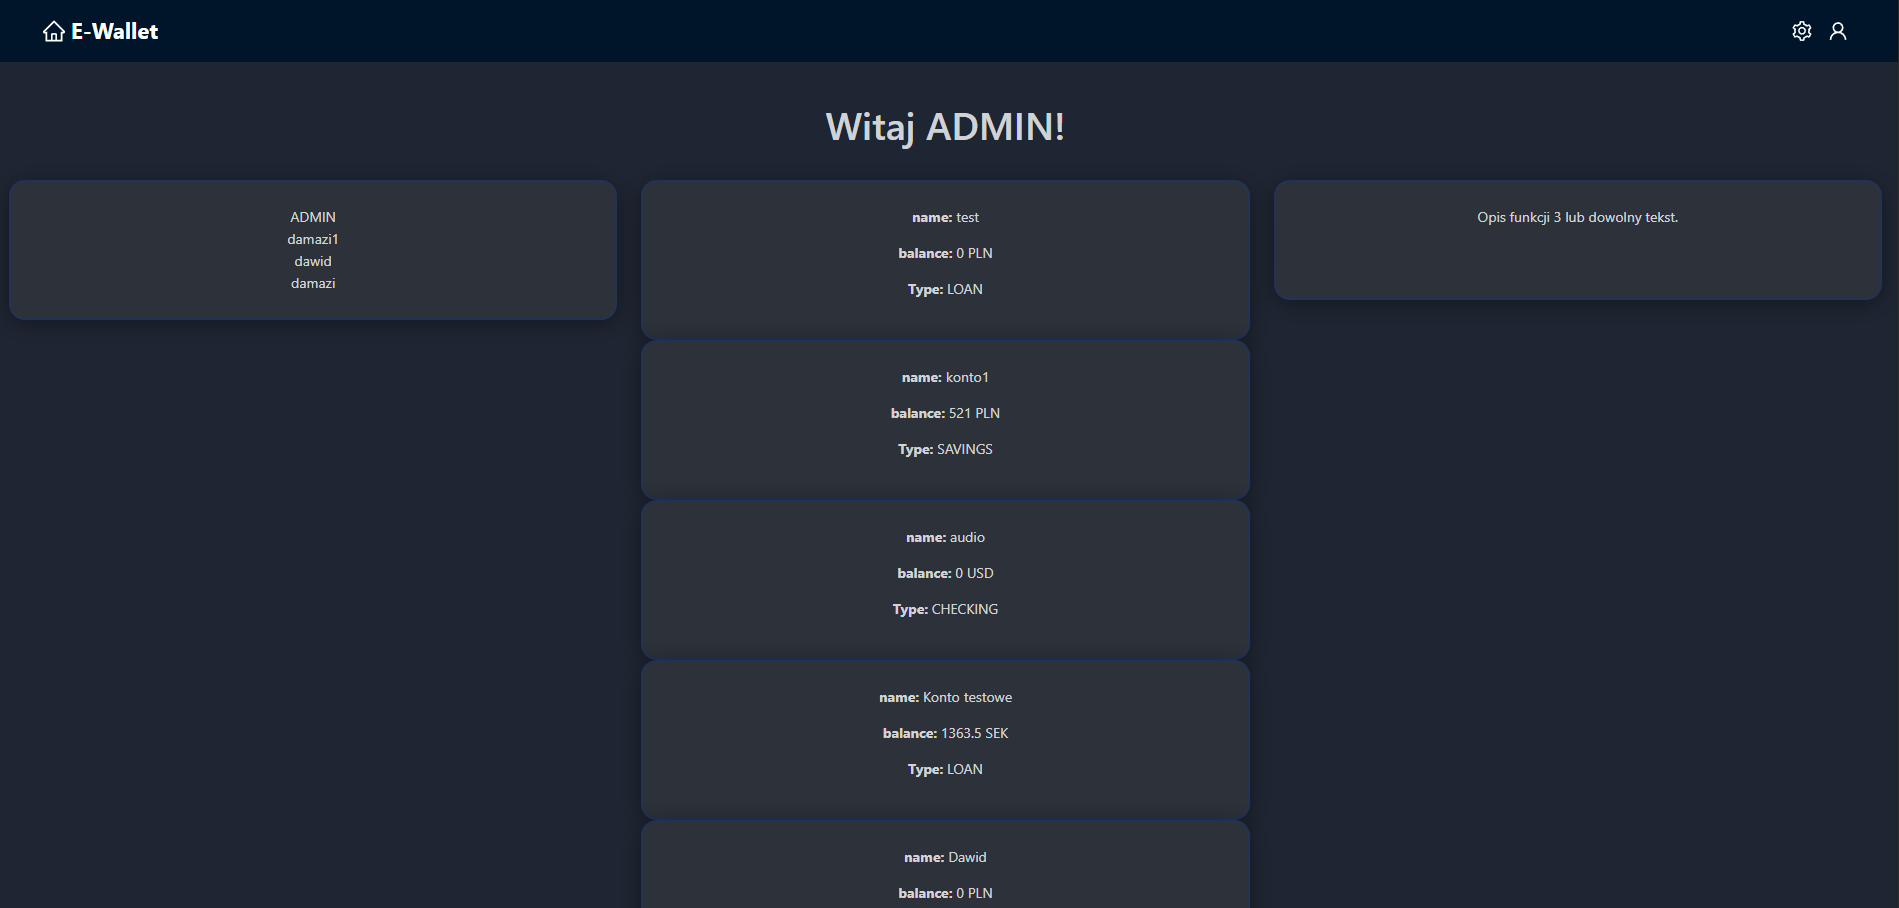 E-Wallet
Witaj ADMIN!
ADMIN
damazi1
dawid
damazi
name: test
balance: 0 PLN
Type: LOAN
name: konto1
balance: 521 PLN
Type: SAVINGS
name: audio
balance: 0 USD
Type: CHECKING
name: Konto testowe
balance: 1363.5 SEK
Type: LOAN
name: Dawid
balance: 0 PLN
Opis funkcji 3 lub dowolny tekst.